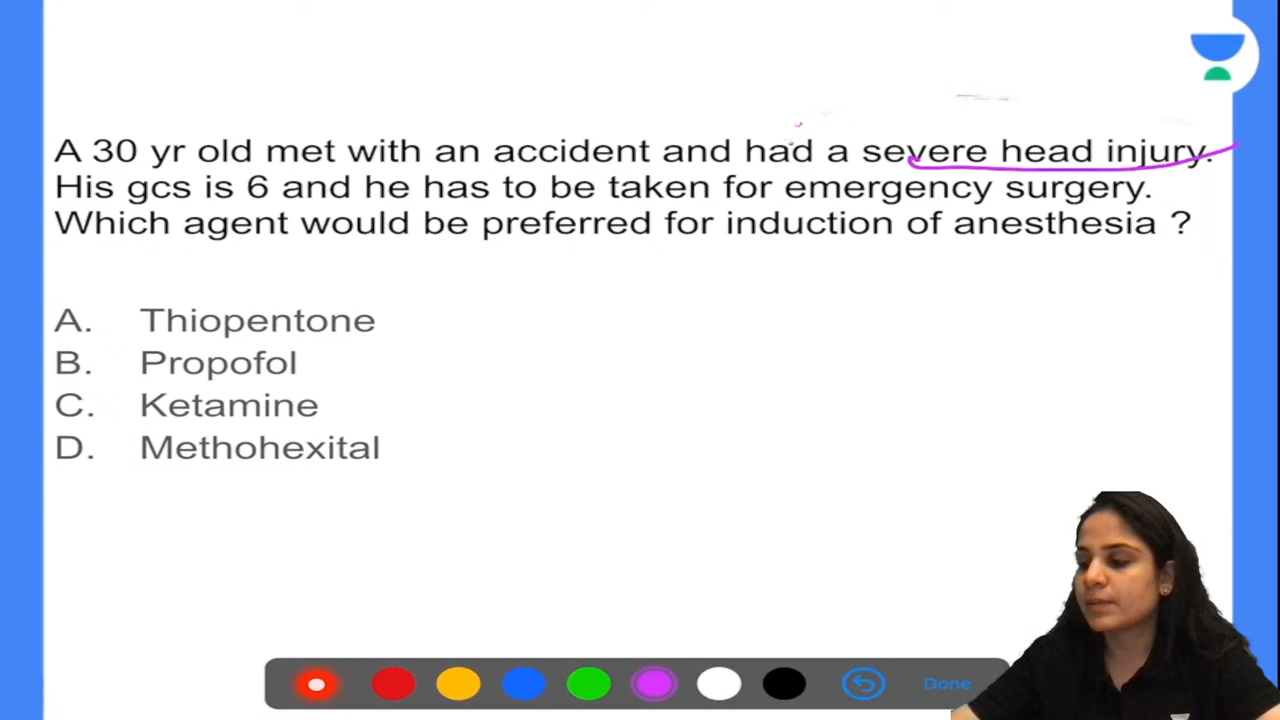 A 30 yr old met with an accident and had a severe head injury.
His gcs is 6 and he has to be taken for emergency surgery.
Which agent would be preferred for induction of anesthesia ?
A. Thiopentone
B. Propofol
C. Ketamine
D. Methohexital
Done